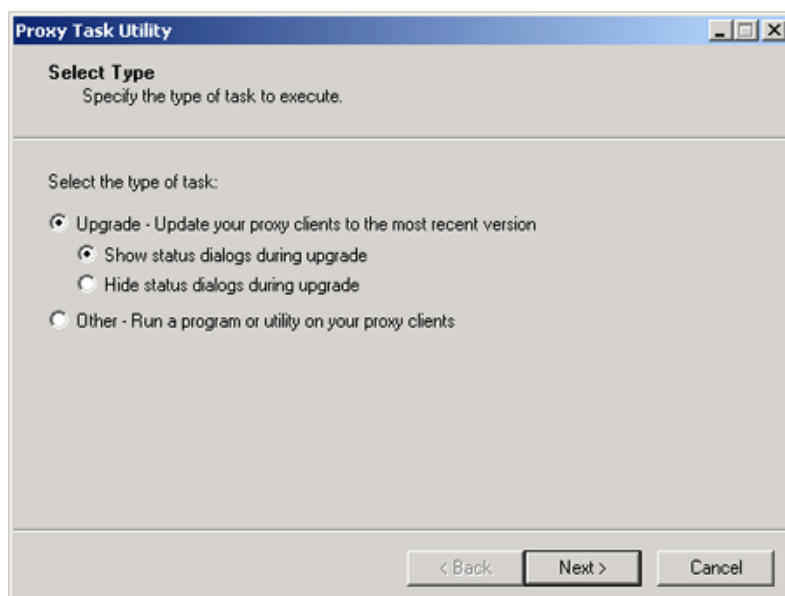 Proxy Task Utility
Select Type
Specify the type of task to execute.
Select the type of task:
Upgrade - Update your proxy clients to the most recent version
Show status dialogs during upgrade
Hide status dialogs during upgrade
Other - Run a program or utility on your proxy clients
< Back
Next >
Cancel